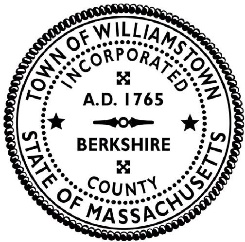 TOWN OF WILLIAMSTOWN
INCORPORATED
A.D. 1765
BERKSHIRE
COUNTY
STATE OF MASSACHUSETTS